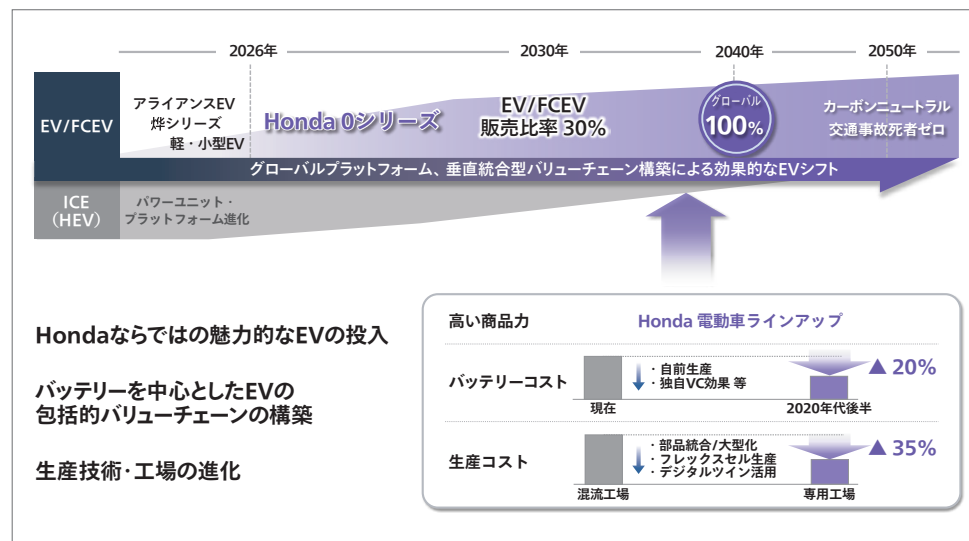 2026年
2030年
2040年
2050年
EV/FCEV
アライアンスEV
烨シリーズ
軽・小型EV
Honda 0シリーズ
EV/FCEV
販売比率 30%
グローバル
100%
カーボンニュートラル
交通事故死者ゼロ
グローバルプラットフォーム、垂直統合型バリューチェーン構築による効果的なEVシフト
ICE
(HEV)
パワーユニット・
プラットフォーム進化
Hondaならではの魅力的なEVの投入
バッテリーを中心としたEVの
包括的バリューチェーンの構築
生産技術・工場の進化
高い商品力
Honda 電動車ラインアップ
バッテリーコスト
・自前生産
・独自VC効果 等
▲ 20%
現在
2020年代後半
生産コスト
・部品統合/大型化
・フレックスセル生産
・デジタルツイン活用
▲ 35%
混流工場
専用工場